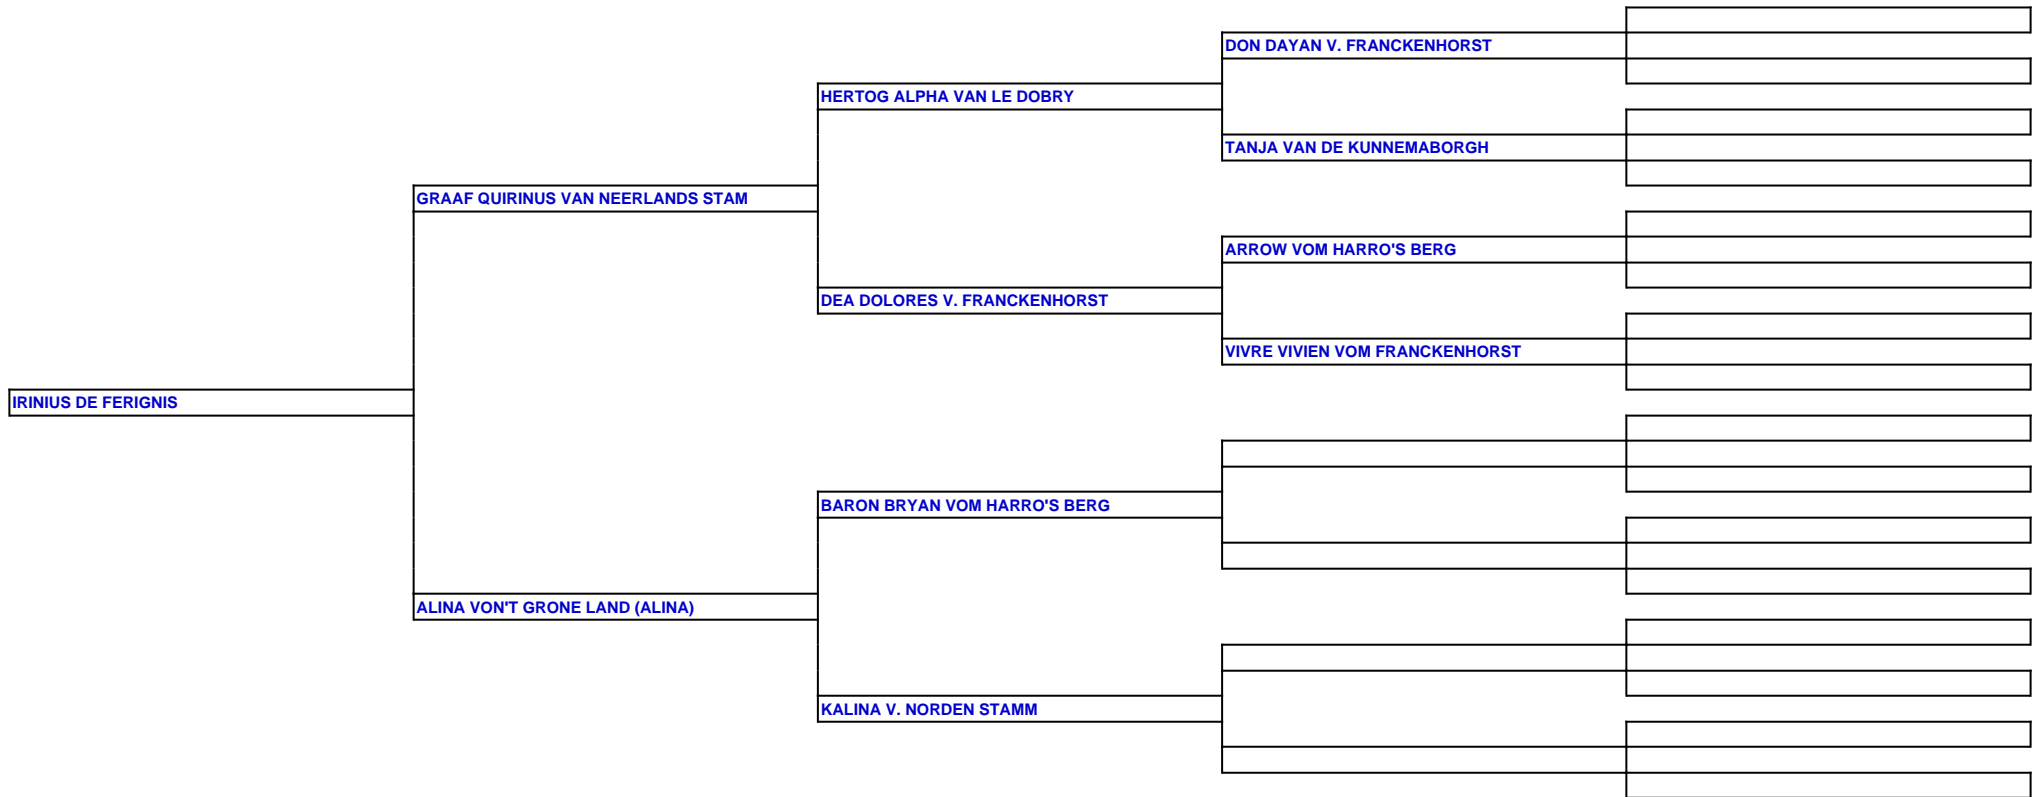 DON DAYAN V. FRANCKENHORST
HERTOG ALPHA VAN LE DOBRY
TANJA VAN DE KUNNEMABORGH
GRAAF QUIRINUS VAN NEERLANDS STAM
ARROW VOM HARRO'S BERG
DEA DOLORES V. FRANCKENHORST
VIVRE VIVIEN VOM FRANCKENHORST
IRINIUS DE FERIGNIS
BARON BRYAN VOM HARRO'S BERG
ALINA VON'T GRONE LAND (ALINA)
KALINA V. NORDEN STAMM